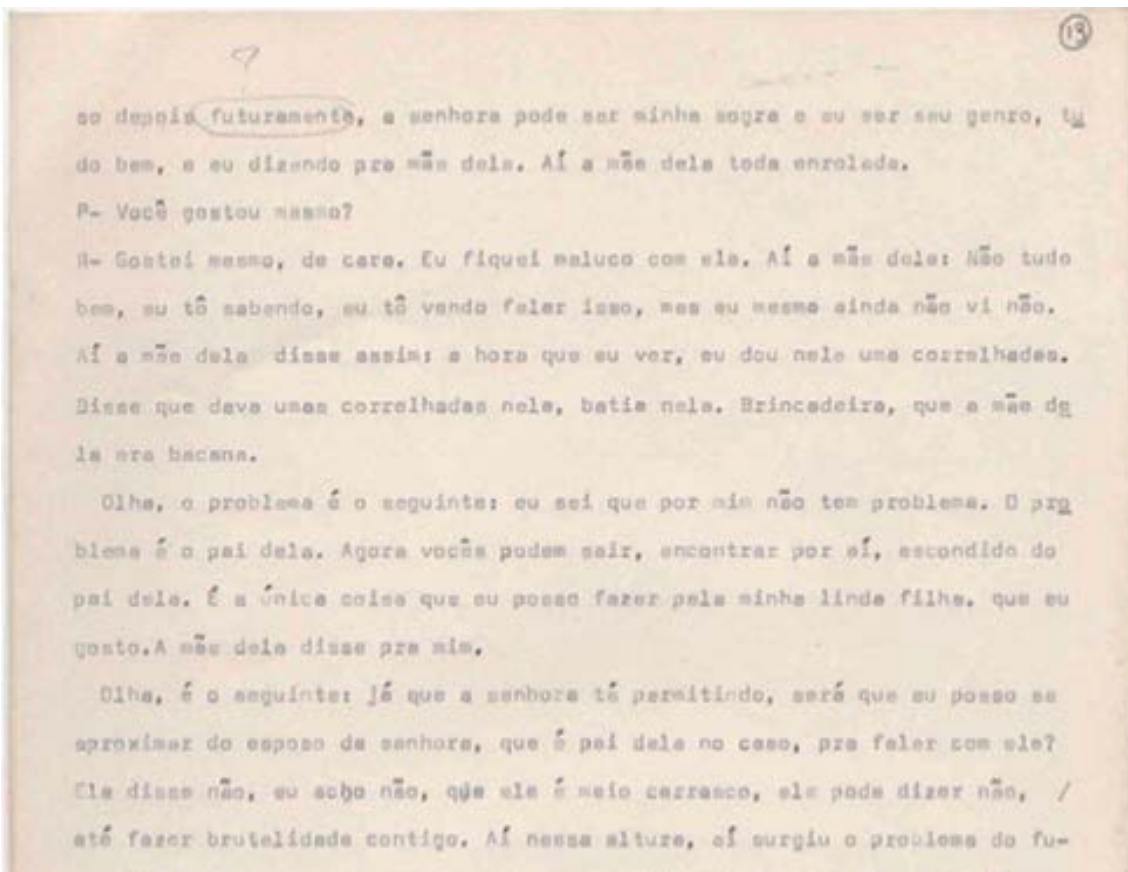 13
so depois futuramente, a senhora pode ser minha sogra e eu ser seu genro, tu
do bem, e eu dizendo pra mãe dela. Aí a mãe dela toda enrolada.
P- Você gostou mesmo?
R- Gostei mesmo, de cara. Eu fiquei maluco com ela. Aí a mãe dela: Não tudo
bem, eu tô sabendo, eu tô vendo falar isso, mas eu mesma ainda não vi não.
Aí a mãe dela disse assim: a hora que eu ver, eu dou nela uma correlhadas.
Disse que dava umas correlhadas nela, batia nela. Brincadeira, que a mãe de
la era bacana.
Olha, o problema é o seguinte: eu sei que por mim não tem problema. O pro
blema é o pai dela. Agora vocês podem sair, encontrar por aí, escondido do
pai dela. É a única coisa que eu posso fazer pela minha linda filha, que eu
gosto.A mãe dela disse pra mim.
Olha, é o seguinte: já que a senhora tá permitindo, será que eu posso se
aproximar do esposo da senhora, que é pai dela no caso, pra falar com ele?
Ela disse não, eu acho não, que ele é meio carrasco, ele pode dizer não, /
até fazer brutalidade contigo. Aí nessa altura, aí surgiu o problema do fu-